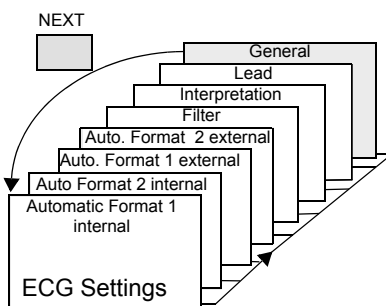 NEXT
General
Lead
Interpretation
Filter
Auto. Format 2 external
Auto. Format 1 external
Auto Format 2 internal
Automatic Format 1
internal
ECG Settings